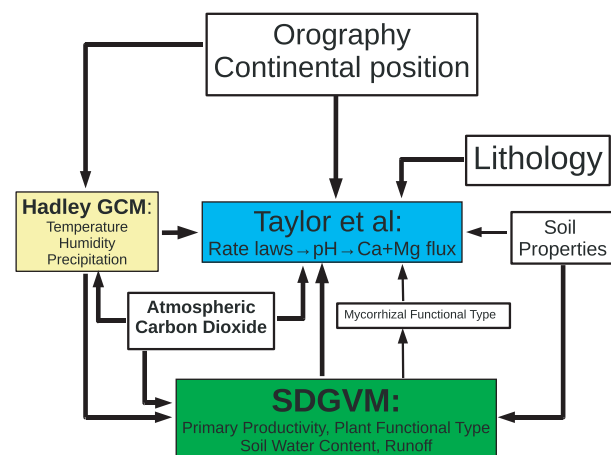 Orography
Continental position
Lithology
Hadley GCM:
Temperature
Humidity
Precipitation
Taylor et al:
Rate laws→pH→Ca+Mg flux
Soil
Properties
Atmospheric
Carbon Dioxide
Mycorrhizal Functional Type
SDGVM:
Primary Productivity, Plant Functional Type
Soil Water Content, Runoff